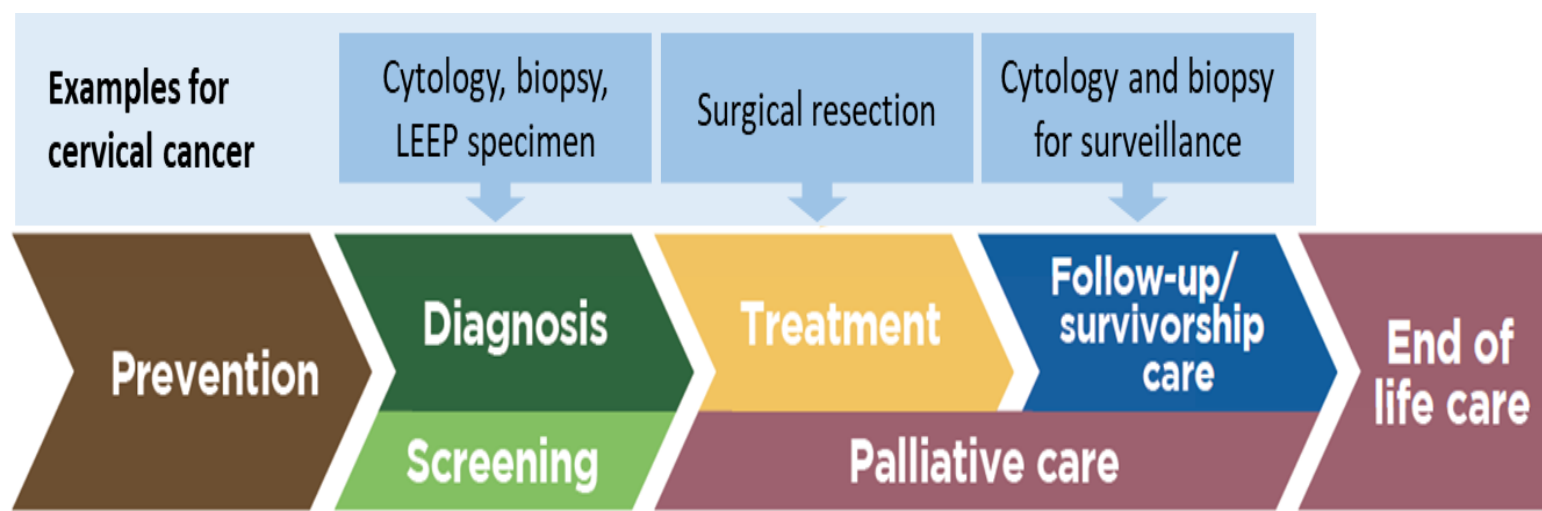 Examples for
cervical cancer
Cytology, biopsy,
LEEP specimen
Surgical resection
Cytology and biopsy
for surveillance
Prevention
Diagnosis
Screening
Treatment
Follow-up/
survivorship
care
Palliative care
End of
life care